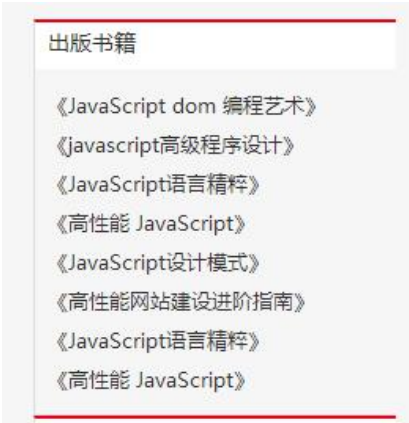 出版书籍
《JavaScript dom 编程艺术》
《javascript高级程序设计》
《JavaScript语言精粹》
《高性能 JavaScript》
《JavaScript设计模式》
《高性能网站建设进阶指南》
《JavaScript语言精粹》
《高性能 JavaScript》